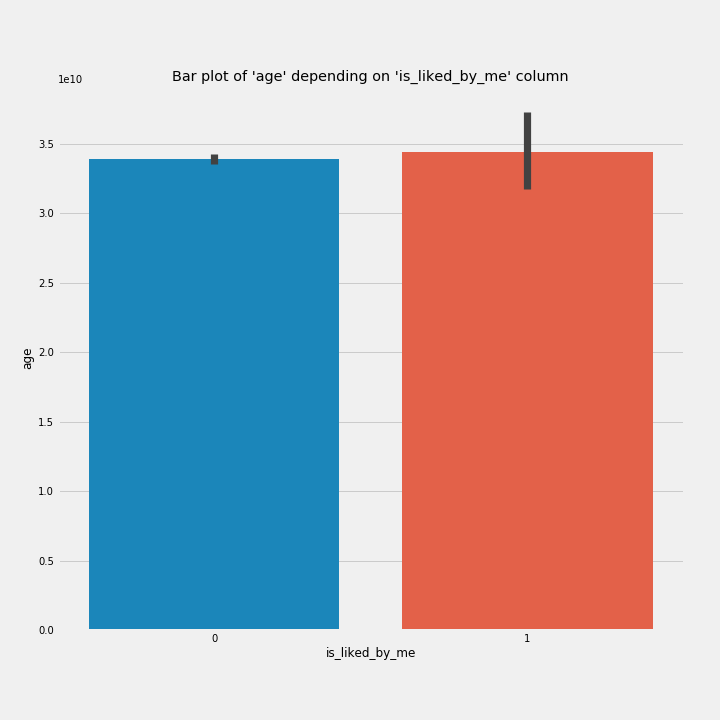 Bar plot of 'age' depending on 'is_liked_by_me' column
1e10
3.5
3.0
2.5
2.0
1.5
1.0
0.5
0.0
age
0 1
is_liked_by_me